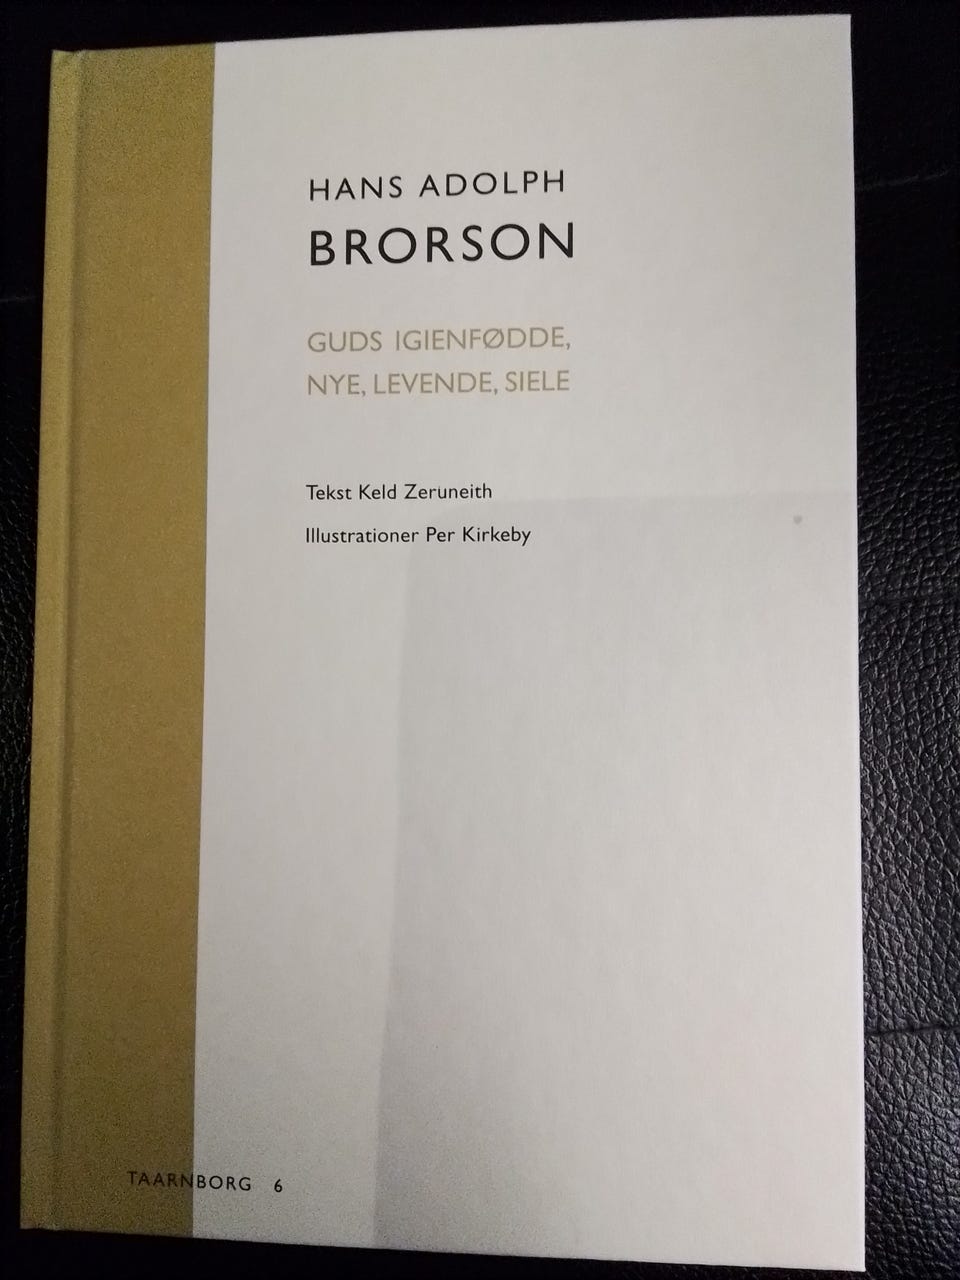 HANS ADOLPH
BRORSON
GUDS IGIENFØDDE,
NYE, LEVENDE, SIELE
Tekst Keld Zeruneith
Illustrationer Per Kirkeby
TAARNBORG 6